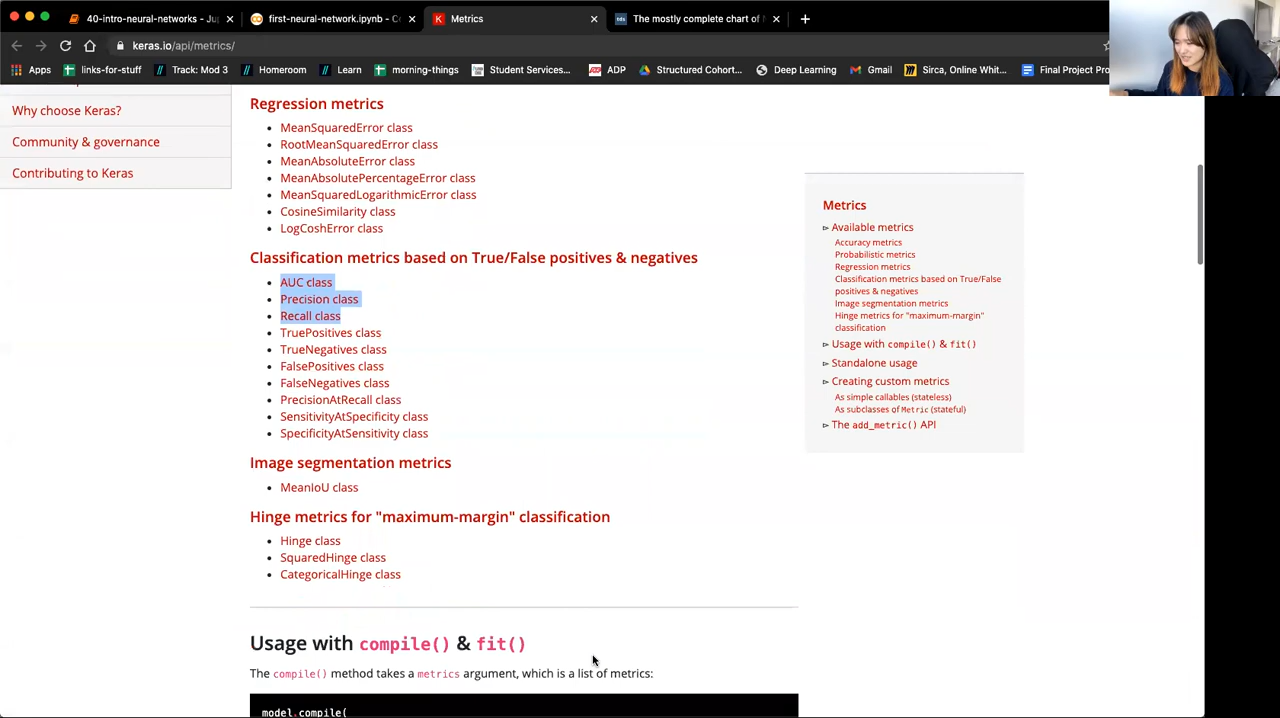 40-intro-neural-networks - Ju
first-neural-network.ipynb - C
Metrics
The mostly complete chart of
keras.io/api/metrics/
Apps
links-for-stuff
Track: Mod 3
Homeroom
Learn
morning-things
Student Services...
ADP
Structured Cohort...
Deep Learning
Gmail
Sirca, Online Whit...
Final Project Pro
Why choose Keras?
Community & governance
Contributing to Keras
Regression metrics
MeanSquaredError class
RootMeanSquaredError class
MeanAbsoluteError class
MeanAbsolutePercentageError class
MeanSquaredLogarithmicError class
CosineSimilarity class
LogCoshError class
Classification metrics based on True/False positives & negatives
AUC class
Precision class
Recall class
TruePositives class
TrueNegatives class
FalsePositives class
FalseNegatives class
PrecisionAtRecall class
SensitivityAtSpecificity class
SpecificityAtSensitivity class
Image segmentation metrics
MeanIoU class
Hinge metrics for "maximum-margin" classification
Hinge class
SquaredHinge class
CategoricalHinge class
Usage with compile() & fit()
The compile() method takes a metrics argument, which is a list of metrics:
model.compile(
Metrics
Available metrics
Accuracy metrics
Probabilistic metrics
Regression metrics
Classification metrics based on True/False
positives & negatives
Image segmentation metrics
Hinge metrics for "maximum-margin"
classification
Usage with compile() & fit()
Standalone usage
Creating custom metrics
As simple callables (stateless)
As subclasses of Metric (stateful)
The add_metric() API